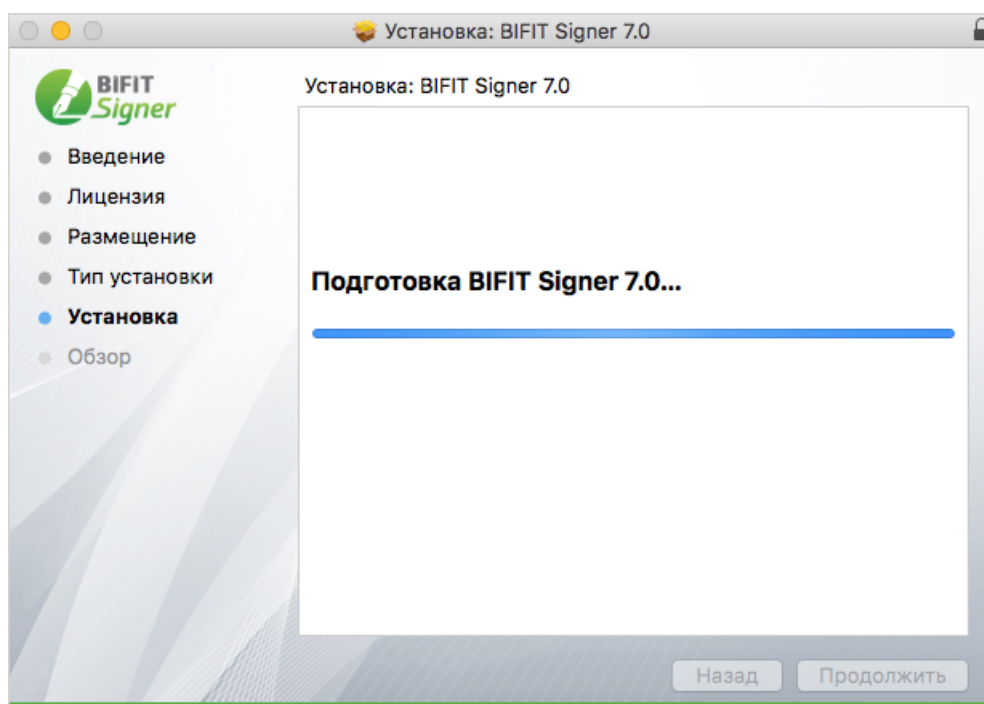 Установка: BIFIT Signer 7.0
BIFIT
Signer
Установка: BIFIT Signer 7.0
Введение
Лицензия
Размещение
Тип установки
Установка
Обзор
Подготовка BIFIT Signer 7.0...
Назад
Продолжить